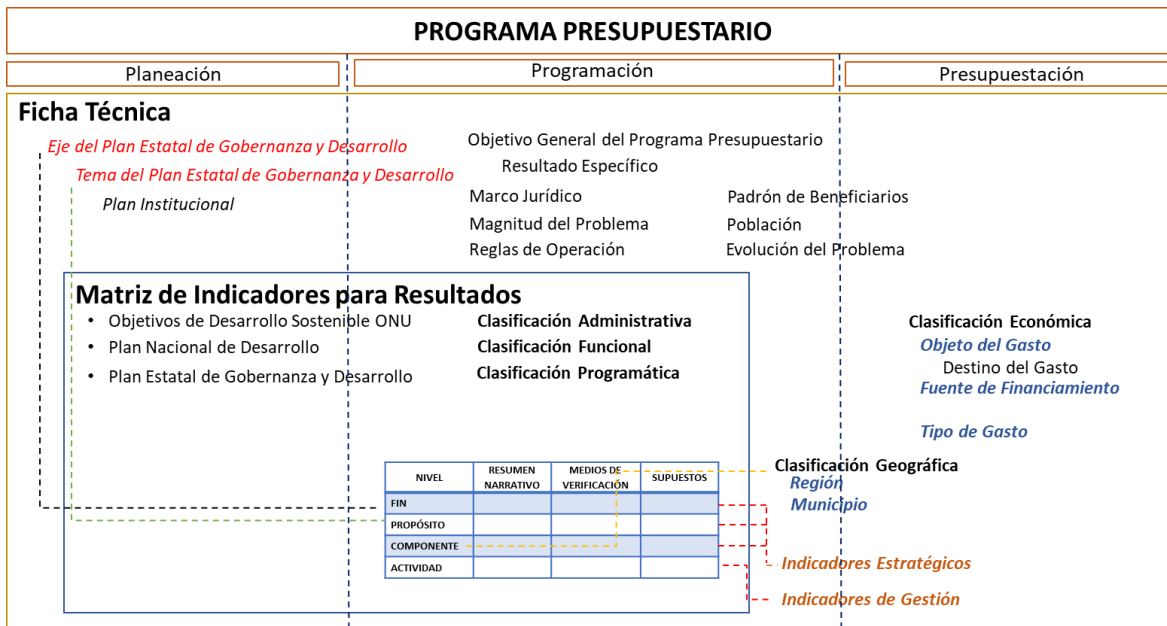 PROGRAMA PRESUPUESTARIO
Planeación
Programación
Presupuestación
Ficha Técnica
Eje del Plan Estatal de Gobernanza y Desarrollo
Tema del Plan Estatal de Gobernanza y Desarrollo
Plan Institucional
Objetivo General del Programa Presupuestario
Resultado Específico
Marco Jurídico
Padrón de Beneficiarios
Magnitud del Problema
Población
Reglas de Operación
Evolución del Problema
Matriz de Indicadores para Resultados
• Objetivos de Desarrollo Sostenible ONU
• Plan Nacional de Desarrollo
• Plan Estatal de Gobernanza y Desarrollo
Clasificación Administrativa
Clasificación Funcional
Clasificación Programática
Clasificación Económica
Objeto del Gasto
Destino del Gasto
Fuente de Financiamiento
Tipo de Gasto
Clasificación Geográfica
Región
Municipio
NIVEL
RESUMEN
NARRATIVO
MEDIOS DE
VERIFICACIÓN
SUPUESTOS
FIN
PROPÓSITO
COMPONENTE
ACTIVIDAD
Indicadores Estratégicos
Indicadores de Gestión